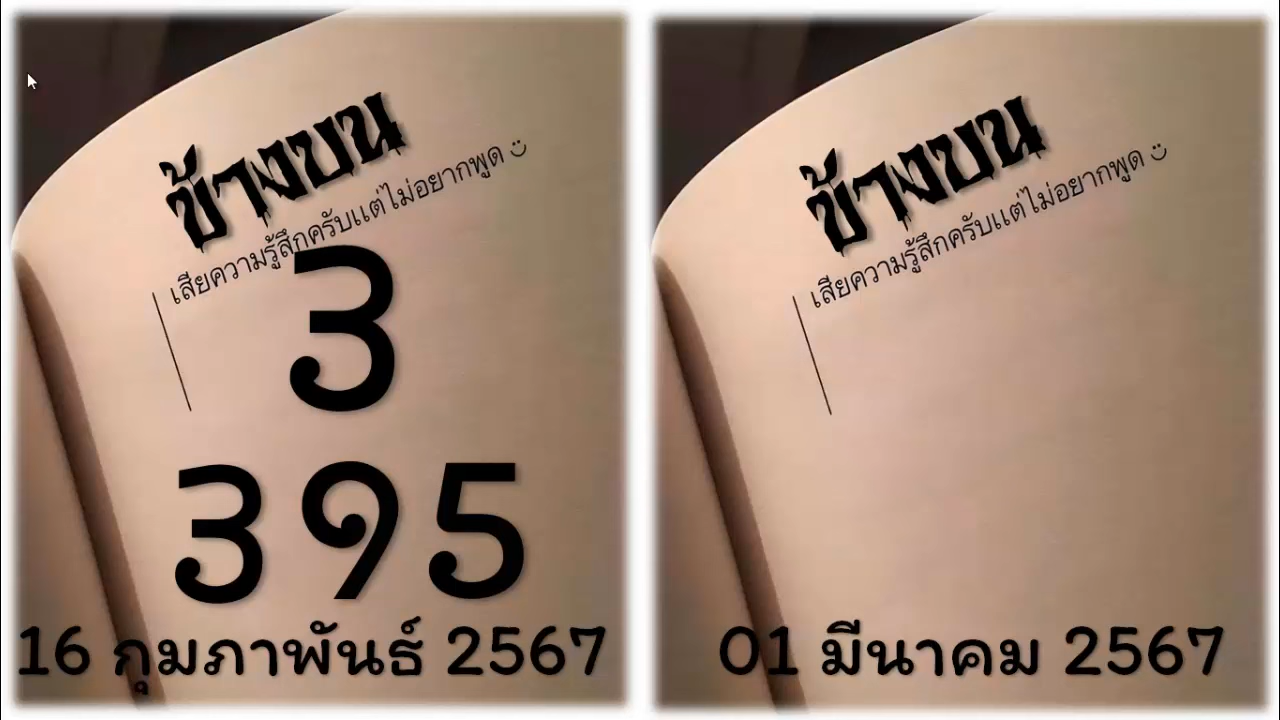 ข้างบน
เสียความรู้สึกครับแต่ไม่อยากพูด
3
395
16 กุมภาพันธ์ 2567
ข้างบน
เสียความรู้สึกครับแต่ไม่อยากพูด
01 มีนาคม 2567